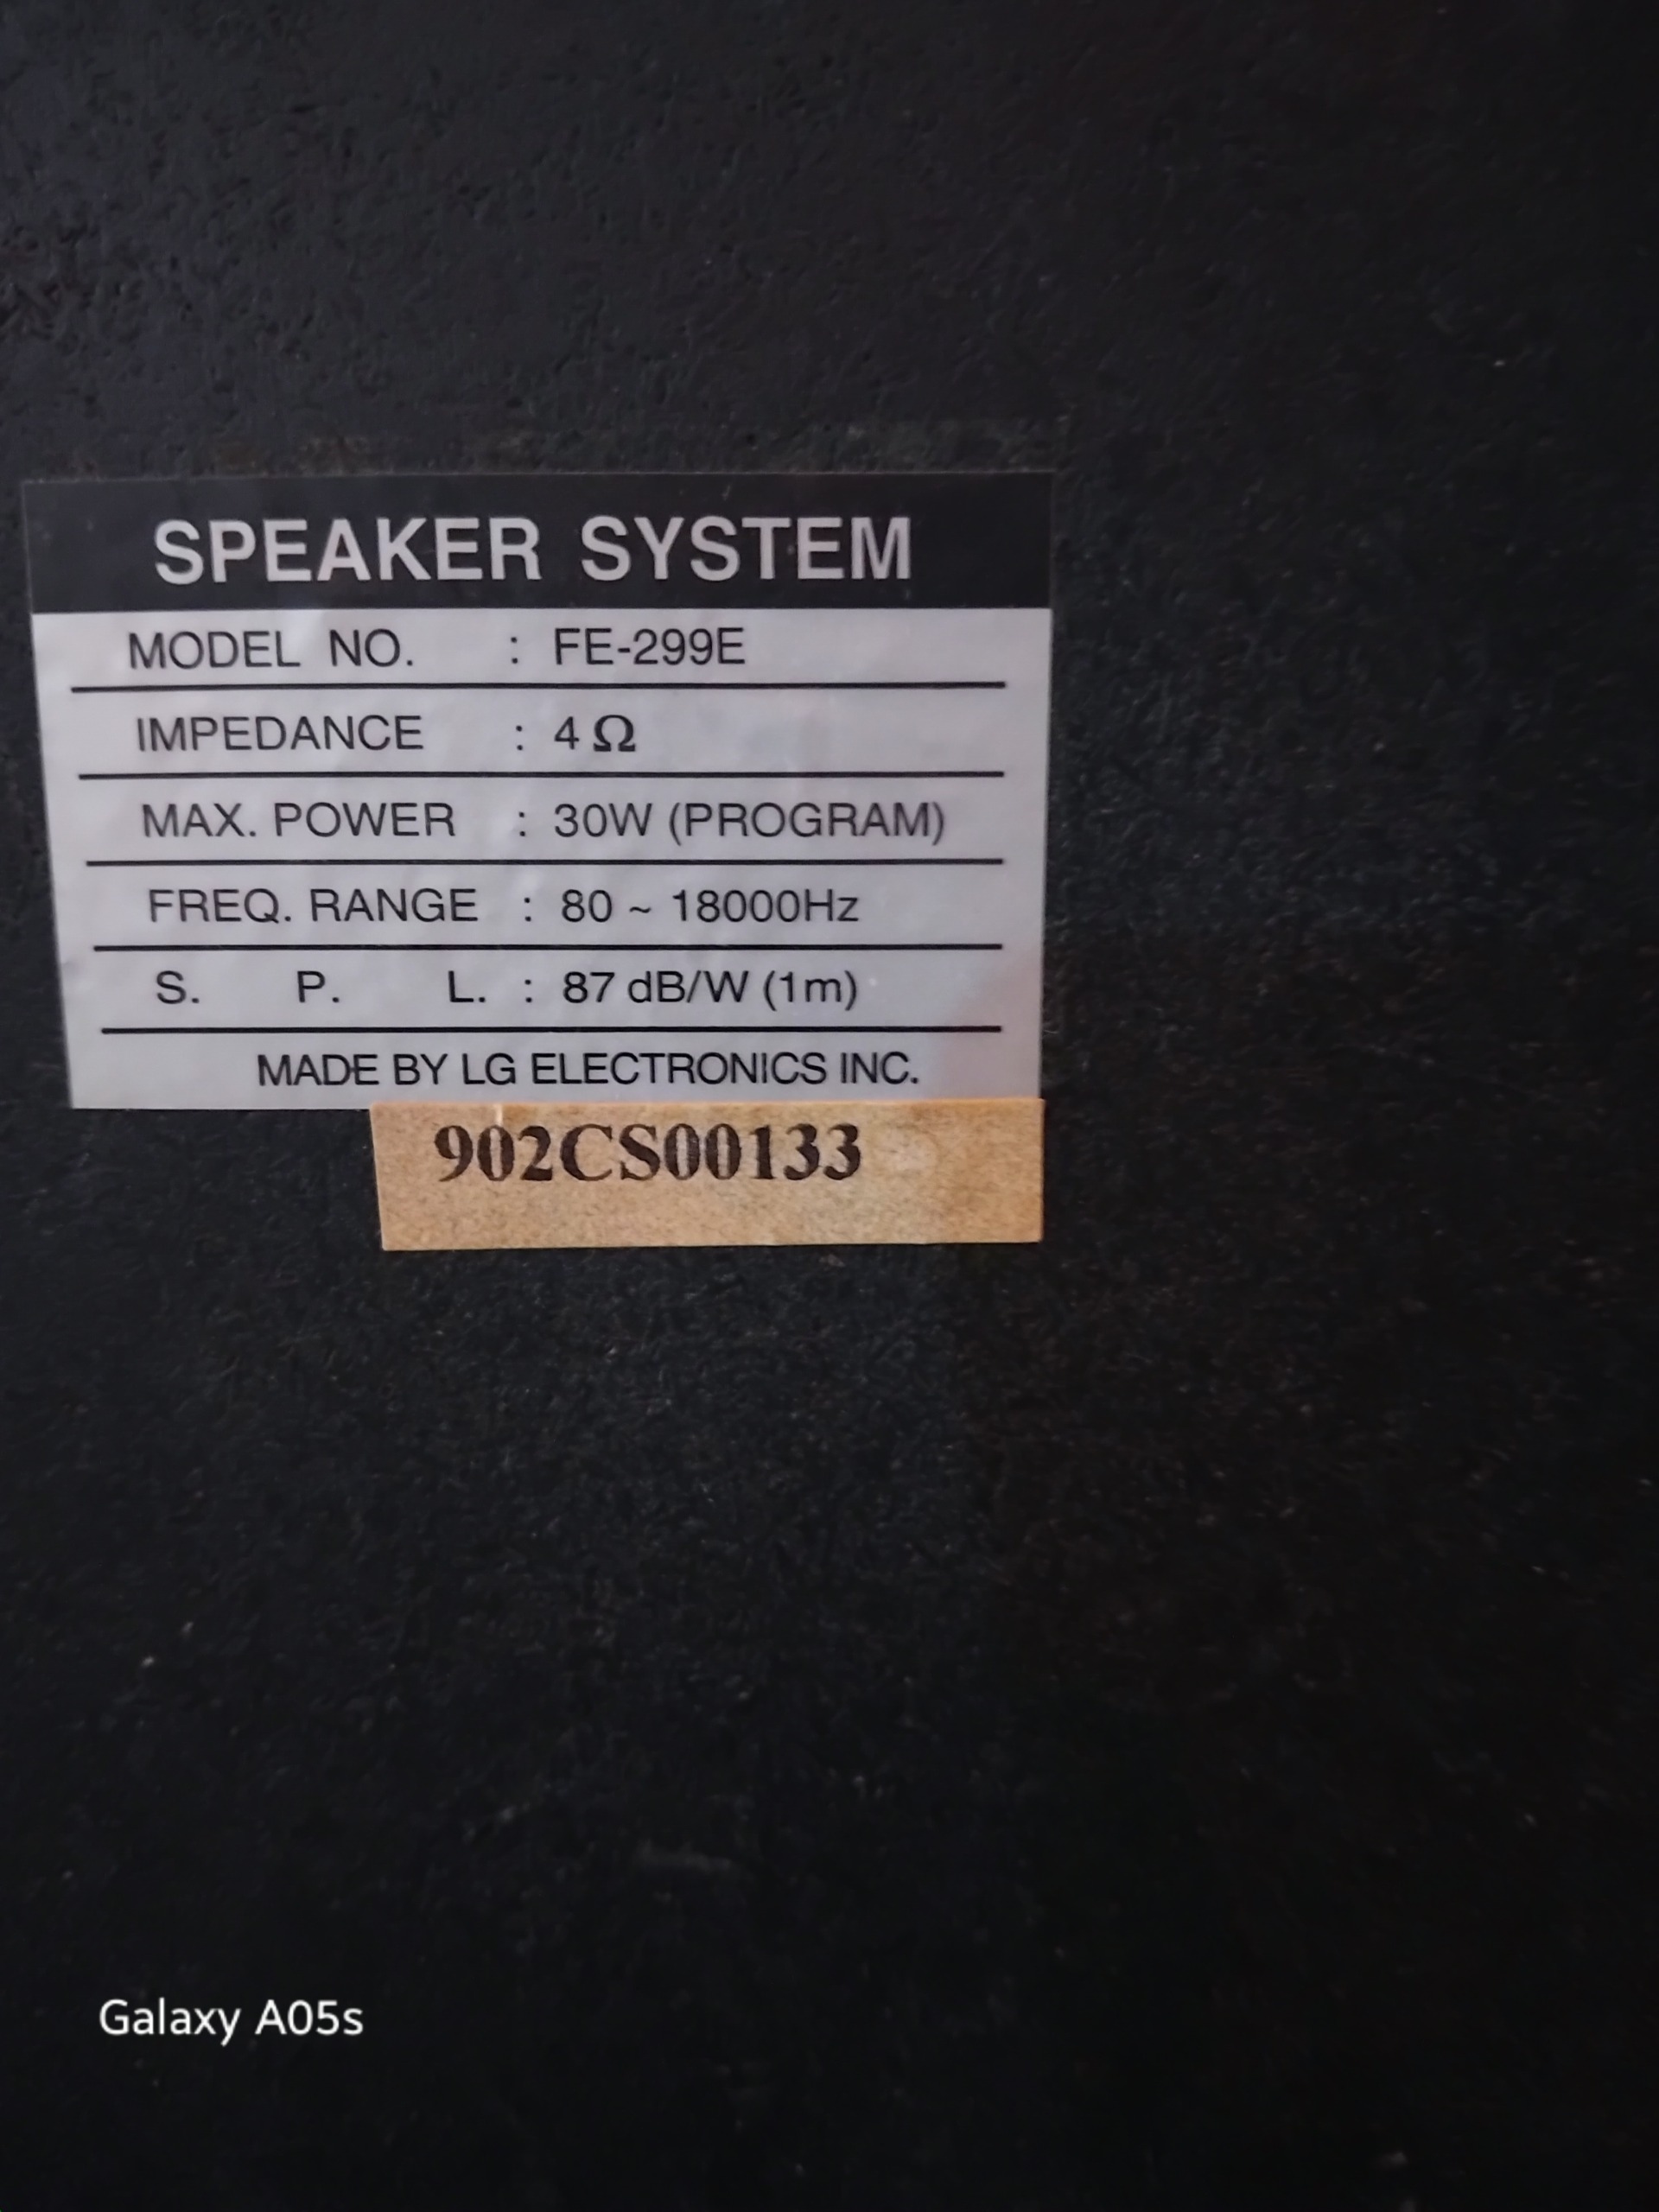 SPEAKER SYSTEM
MODEL NO. : FE-299E
IMPEDANCE : 4 Ω
MAX. POWER : 30W (PROGRAM)
FREQ. RANGE : 80 ~ 18000Hz
S. P. L. : 87 dB/W (1m)
MADE BY LG ELECTRONICS INC.
902CS00133
Galaxy A05s